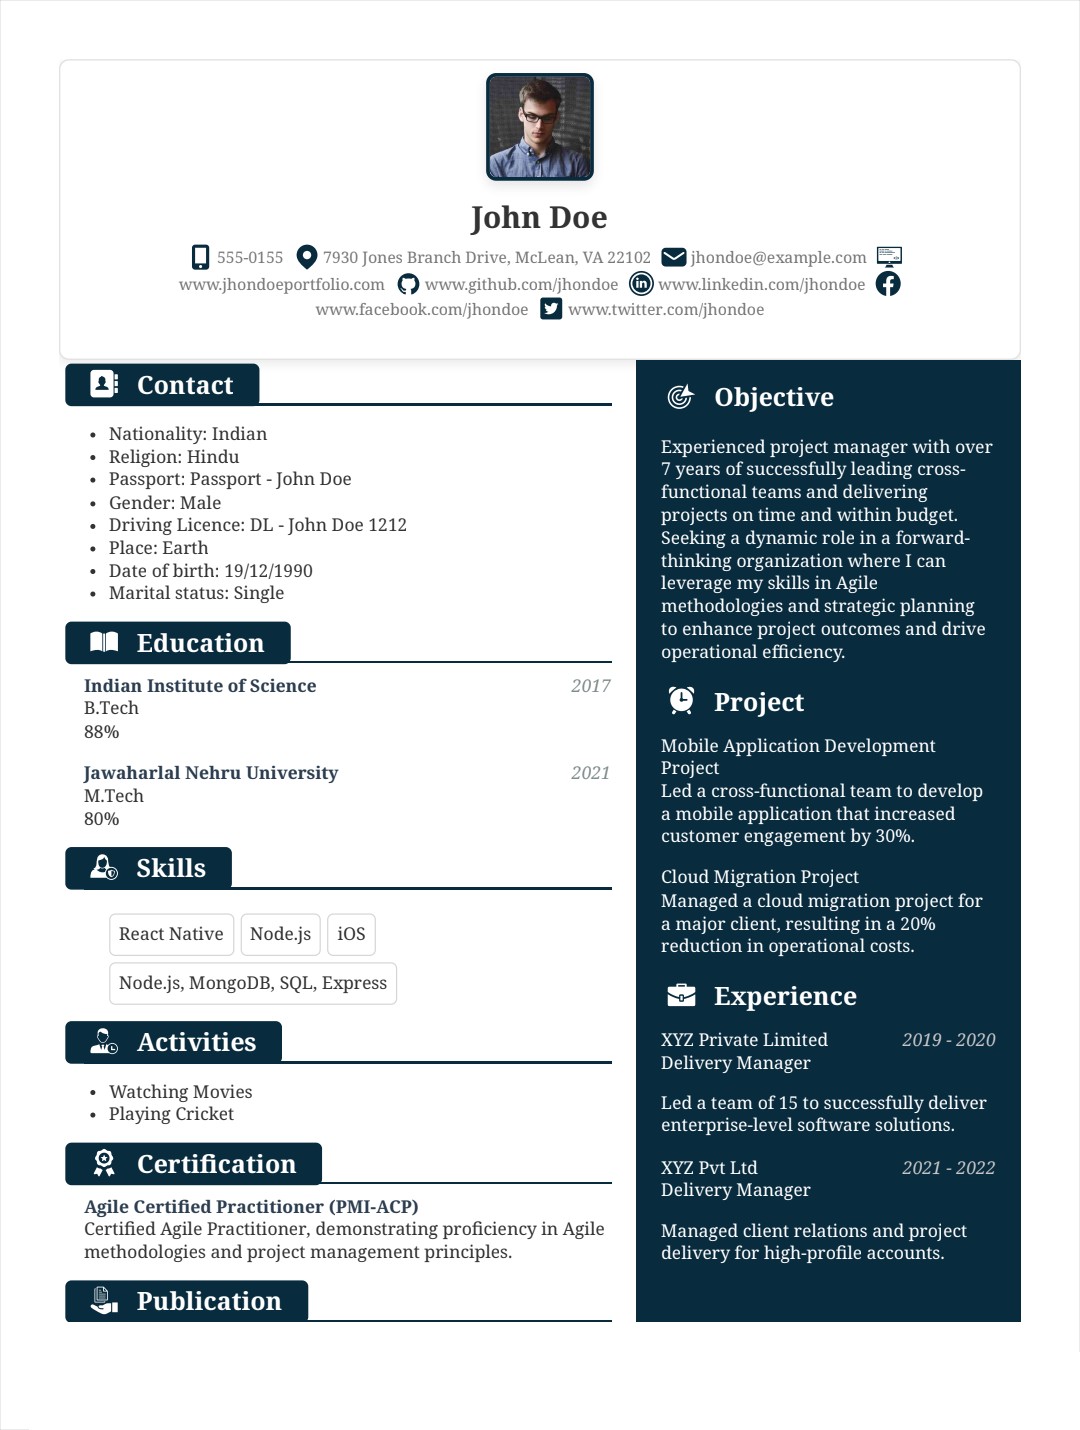 John Doe
555-0155 7930 Jones Branch Drive, McLean, VA 22102 jhondoe@example.com
www.jhondoeportfolio.com www.github.com/jhondoe www.linkedin.com/jhondoe
www.facebook.com/jhondoe www.twitter.com/jhondoe
Contact
• Nationality: Indian
• Religion: Hindu
• Passport: Passport - John Doe
• Gender: Male
• Driving Licence: DL - John Doe 1212
• Place: Earth
• Date of birth: 19/12/1990
• Marital status: Single
Education
Indian Institute of Science 2017
B.Tech
88%
Jawaharlal Nehru University 2021
M.Tech
80%
Skills
React Native Node.js iOS
Node.js, MongoDB, SQL, Express
Activities
• Watching Movies
• Playing Cricket
Certification
Agile Certified Practitioner (PMI-ACP)
Certified Agile Practitioner, demonstrating proficiency in Agile
methodologies and project management principles.
Publication
Objective
Experienced project manager with over
7 years of successfully leading cross-
functional teams and delivering
projects on time and within budget.
Seeking a dynamic role in a forward-
thinking organization where I can
leverage my skills in Agile
methodologies and strategic planning
to enhance project outcomes and drive
operational efficiency.
Project
Mobile Application Development
Project
Led a cross-functional team to develop
a mobile application that increased
customer engagement by 30%.
Cloud Migration Project
Managed a cloud migration project for
a major client, resulting in a 20%
reduction in operational costs.
Experience
XYZ Private Limited 2019 - 2020
Delivery Manager
Led a team of 15 to successfully deliver
enterprise-level software solutions.
XYZ Pvt Ltd 2021 - 2022
Delivery Manager
Managed client relations and project
delivery for high-profile accounts.